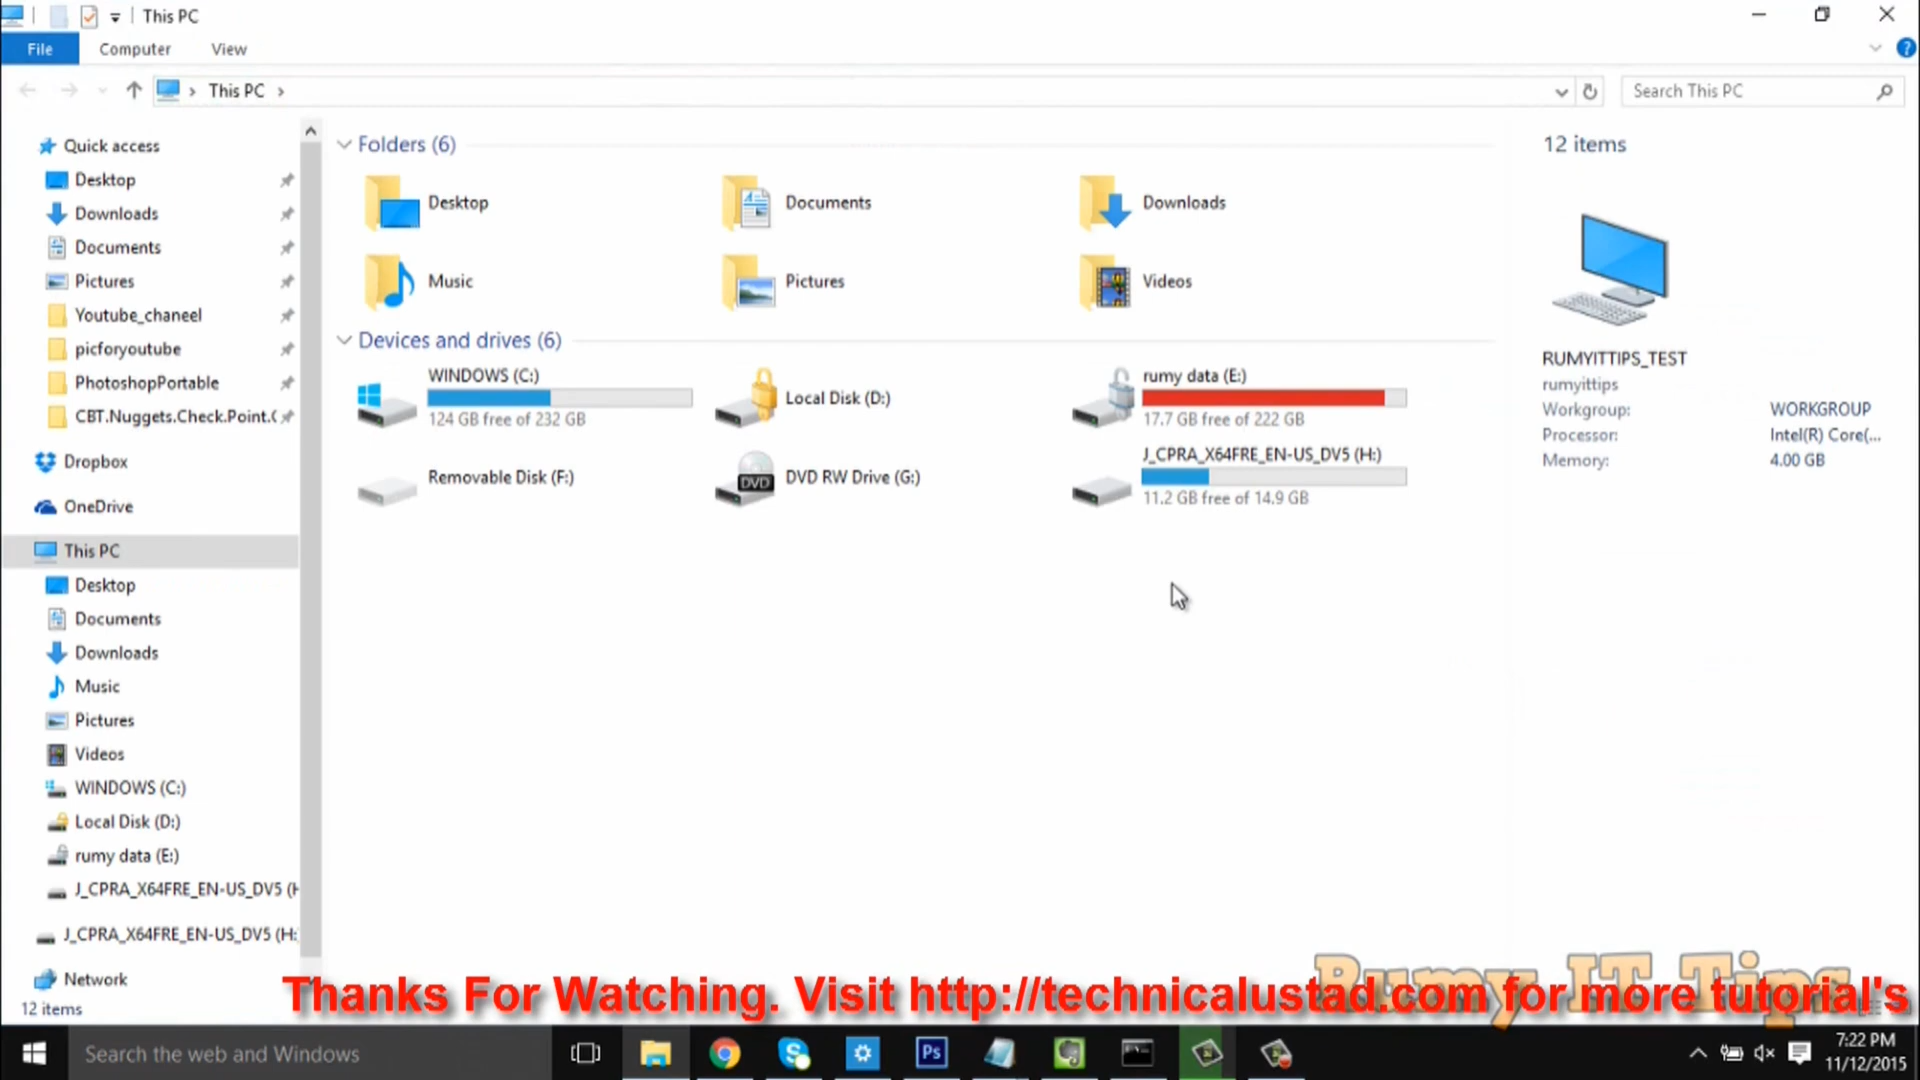 This PC
File
Computer
View
This PC
Search This PC
Quick access
Desktop
Downloads
Documents
Pictures
Youtube_chaneel
picforyoutube
PhotoshopPortable
CBT.Nuggets.Check.Point.(
Dropbox
OneDrive
This PC
Desktop
Documents
Downloads
Music
Pictures
Videos
WINDOWS (C:)
Local Disk (D:)
rumy data (E:)
J_CPRA_X64FRE_EN-US_DV5 (H
J_CPRA_X64FRE_EN-US_DV5 (H:
Network
12 items
Folders (6)
Desktop
Documents
Downloads
Music
Pictures
Videos
Devices and drives (6)
WINDOWS (C:)
124 GB free of 232 GB
Local Disk (D:)
rumy data (E:)
17.7 GB free of 222 GB
Removable Disk (F:)
DVD
DVD RW Drive (G:)
J_CPRA_X64FRE_EN-US_DV5 (H:)
11.2 GB free of 14.9 GB
12 items
RUMYITTIPS_TEST
rumyittips
Workgroup: WORKGROUP
Processor: Intel(R) Core(...
Memory: 4.00 GB
Rumy IT Tips
Thanks For Watching. Visit http://technicalustad.com for more tutorial's
Search the web and Windows
Ps
7:22 PM
11/12/2015